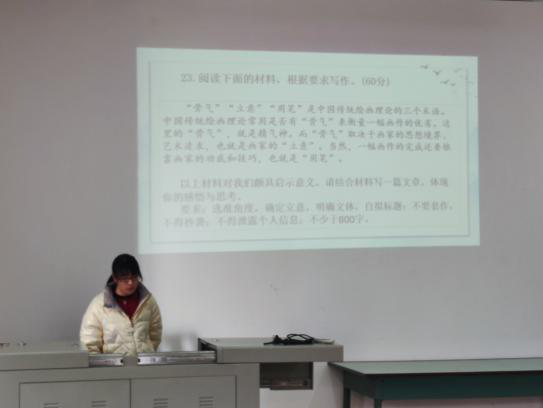 23.阅读下面的材料，根据要求写作。(60分)
“骨气”“立意”“用笔”是中国传统绘画理论的三个术语。
中国传统绘画理论常用是否有“骨气”来衡量一幅画作的优劣。这
里的“骨气”，就是精气神。而“骨气”取决于画家的思想境界、
艺术追求，也就是画家的“立意”。当然，一幅画作的完成还要依
靠画家的功底和技巧，也就是“用笔”。
以上材料对我们颇具启示意义。请结合材料写一篇文章，体现
你的感悟与思考。
要求：选准角度，确定立意，明确文体，自拟标题；不要套作，
不得抄袭；不得泄露个人信息；不少于800字。